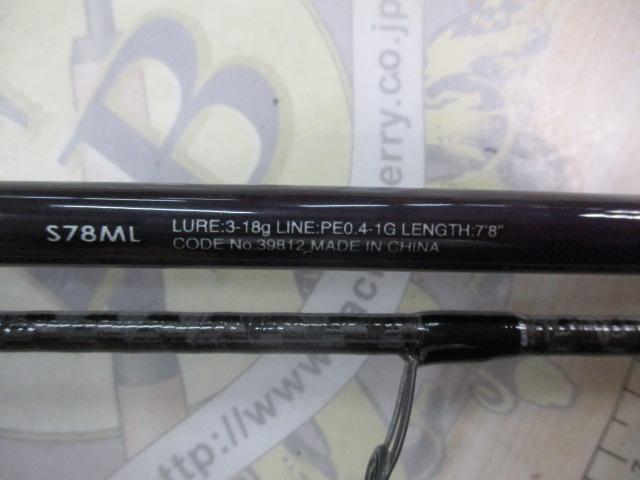 S78ML
LURE:3-18g LINE:PE0.4-1G LENGTH:7'8"
CODE No.39812 MADE IN CHINA
B
erry.co.jp
http://www.